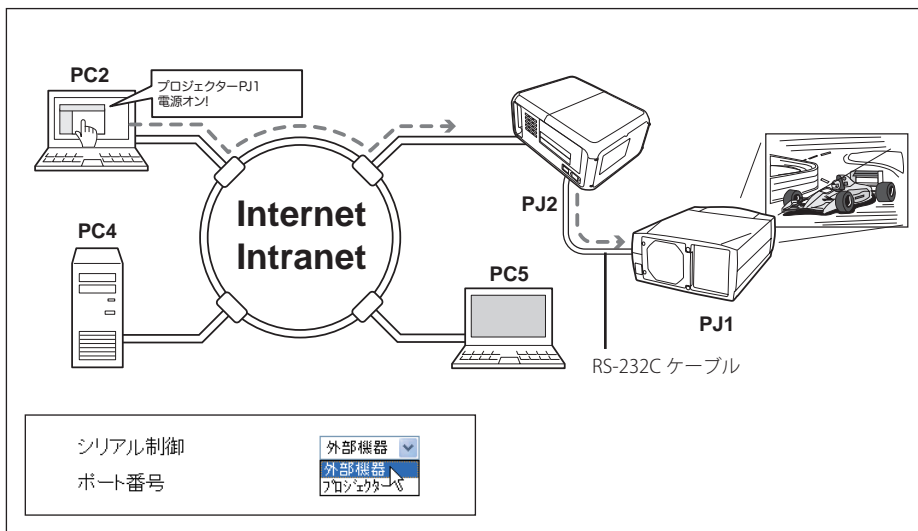 PC2
プロジェクターPJ1
電源オン!
PJ2
PC4
Internet
Intranet
PC5
PJ1
RS-232C ケーブル
シリアル制御
外部機器
外部機器
プロジェクター
ポート番号